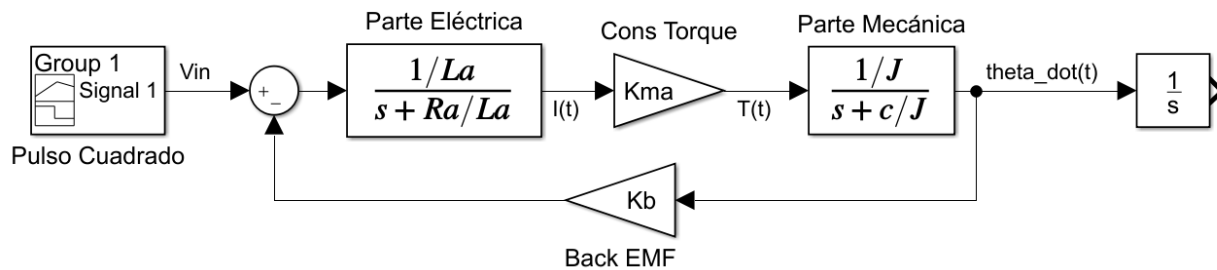 Parte Eléctrica
Cons Torque
Parte Mecánica
Group 1
Signal 1
Vin
+
−
1/La
s + Ra/La
I(t)
Kma
T(t)
1/J
s + c/J
theta_dot(t)
1
s
Pulso Cuadrado
Kb
Back EMF